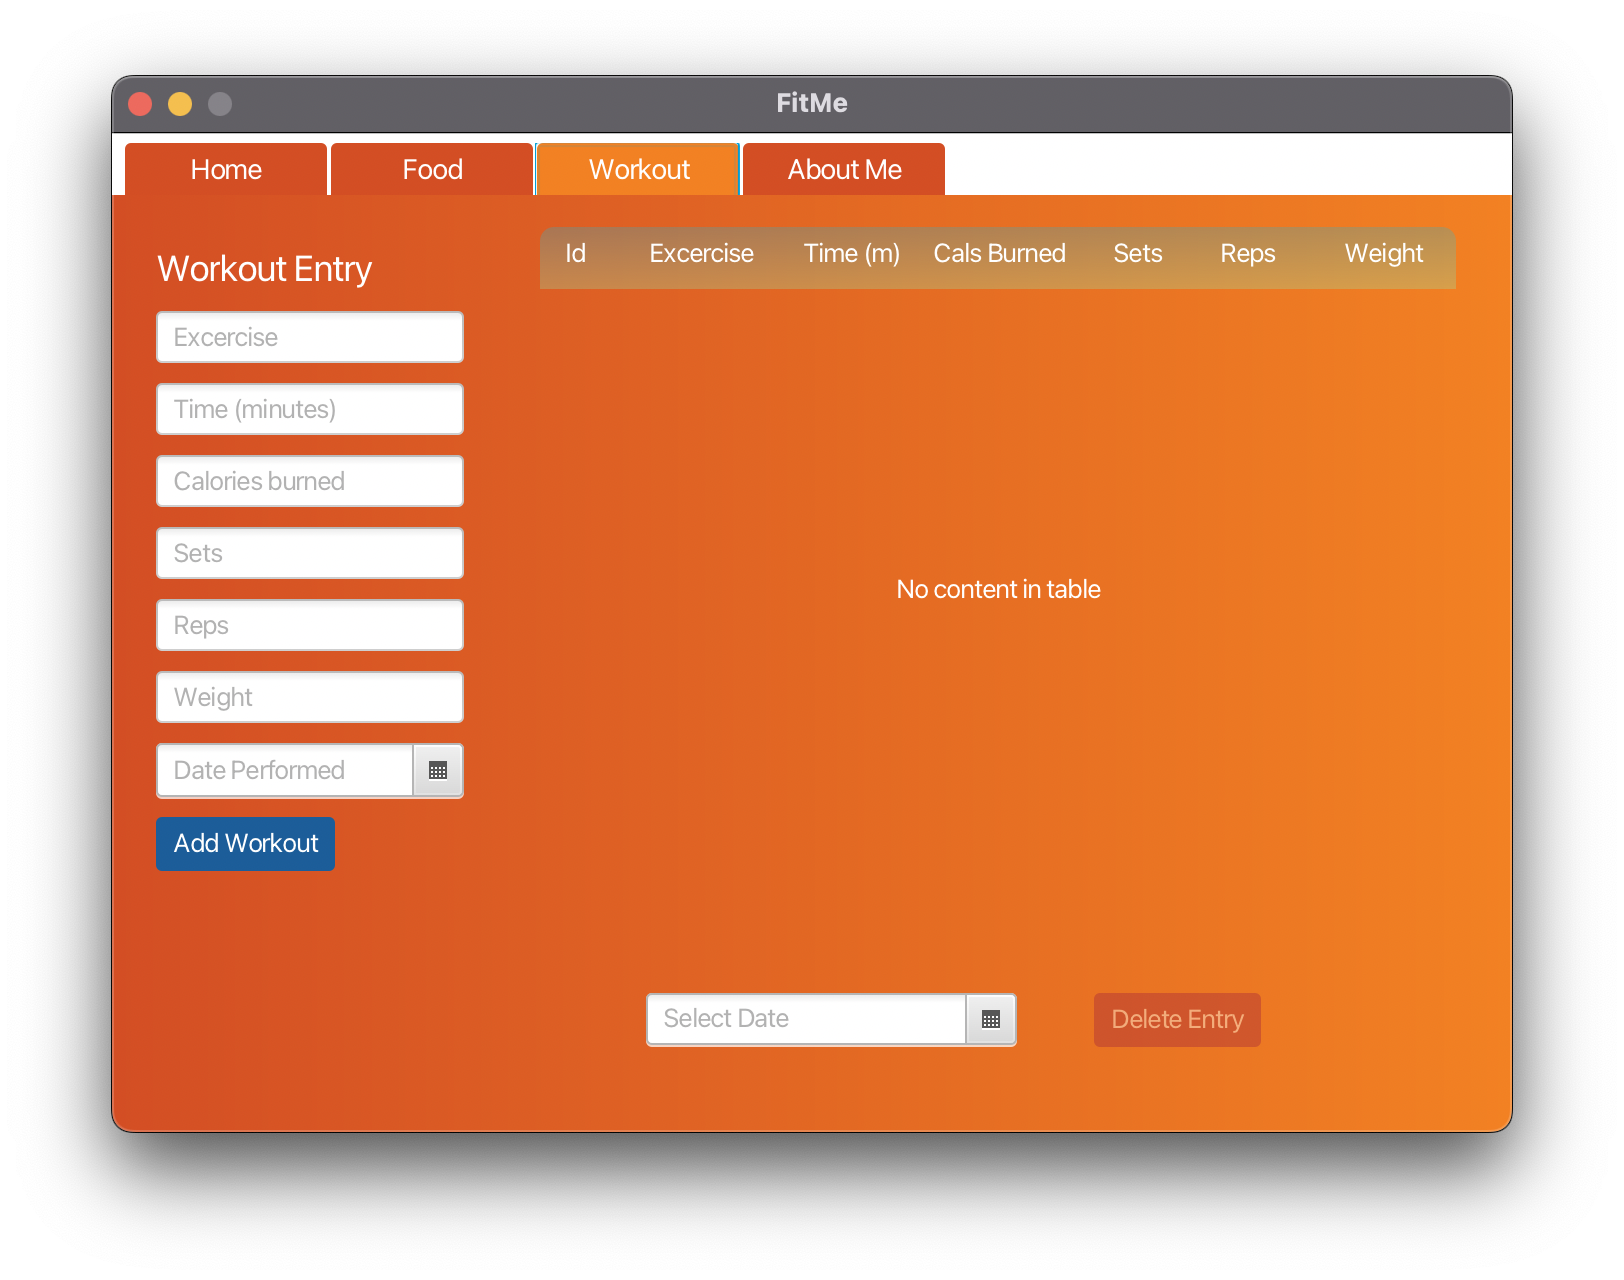 FitMe
Home Food Workout About Me
Workout Entry
Excercise
Time (minutes)
Calories burned
Sets
Reps
Weight
Date Performed
Add Workout
Id Excercise Time (m) Cals Burned Sets Reps Weight
No content in table
Select Date
Delete Entry